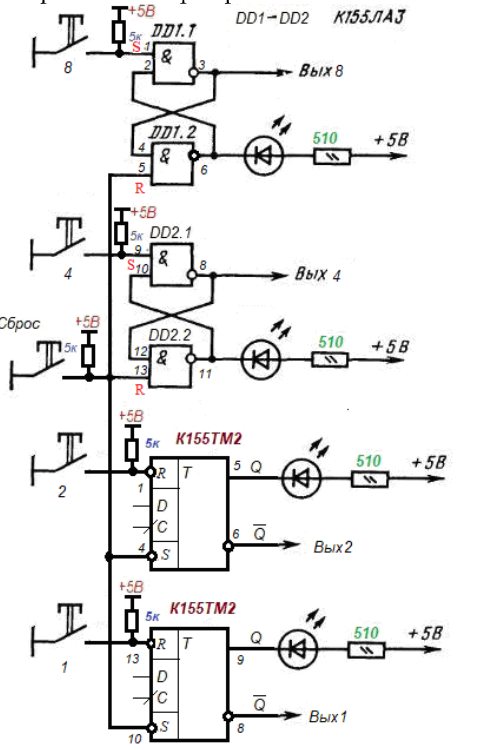 DD1-DD2 К155ЛА3
+5В
5к
S 1
DD1.1
&
2
3
8
Вых 8
DD1.2
4
&
5
6
R
510
+5В
+5В
5к
9
DD2.1
&
S 10
8
4
Вых 4
Сброс
+5В
5к
DD2.2
12
&
13
11
R
510
+5В
+5В
5к
К155ТМ2
R T
1
D
C
4 S
5 Q
6 Q̅
2
510
+5В
Вых2
+5В
5к
К155ТМ2
R T
13
D
C
10 S
Q
9
Q̅
8
1
510
+5В
Вых1